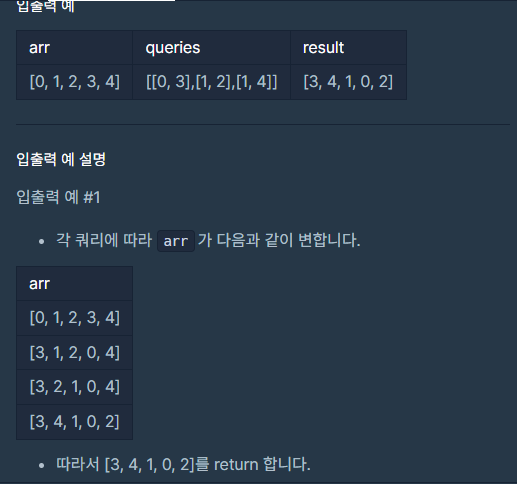 입출력 예
arr queries result
[0, 1, 2, 3, 4] [[0, 3],[1, 2],[1, 4]] [3, 4, 1, 0, 2]
입출력 예 설명
입출력 예 #1
• 각 쿼리에 따라 arr 가 다음과 같이 변합니다.
arr
[0, 1, 2, 3, 4]
[3, 1, 2, 0, 4]
[3, 2, 1, 0, 4]
[3, 4, 1, 0, 2]
• 따라서 [3, 4, 1, 0, 2]를 return 합니다.